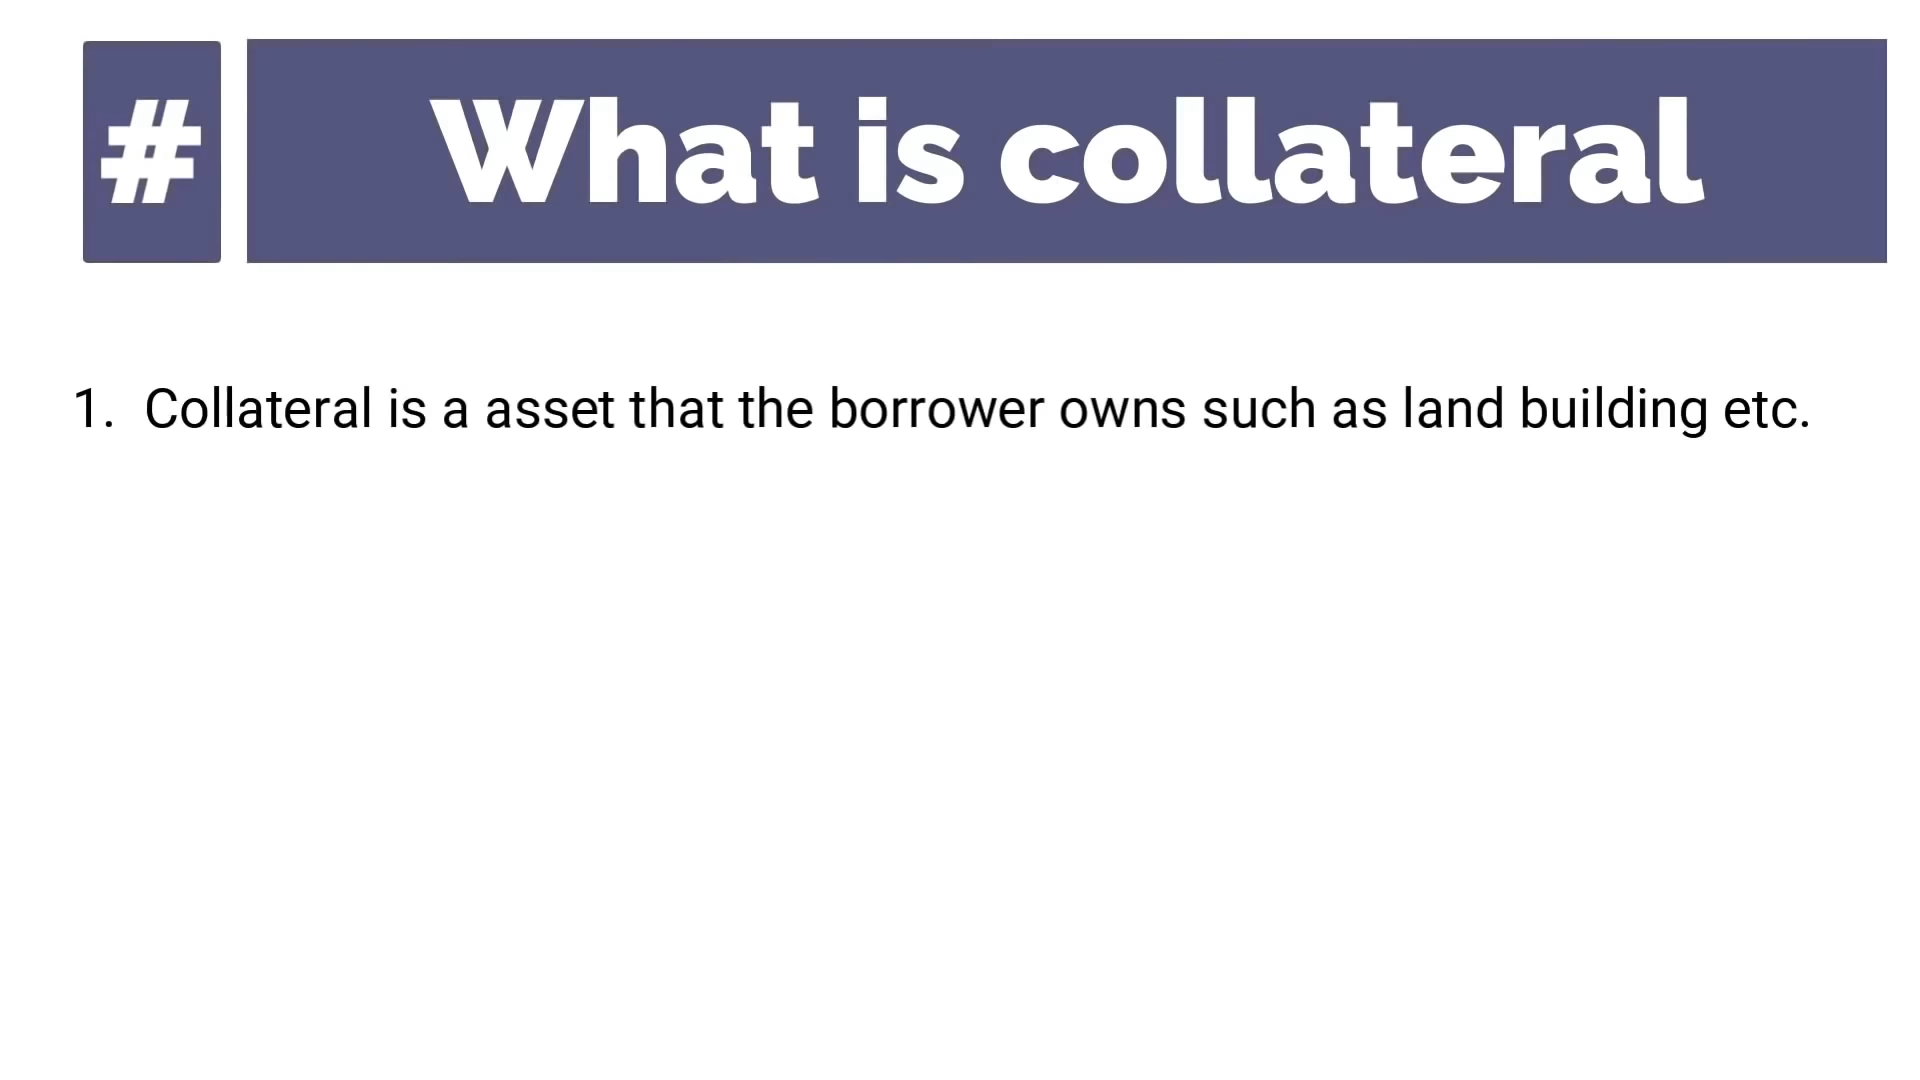 # What is collateral
1. Collateral is a asset that the borrower owns such as land building etc.